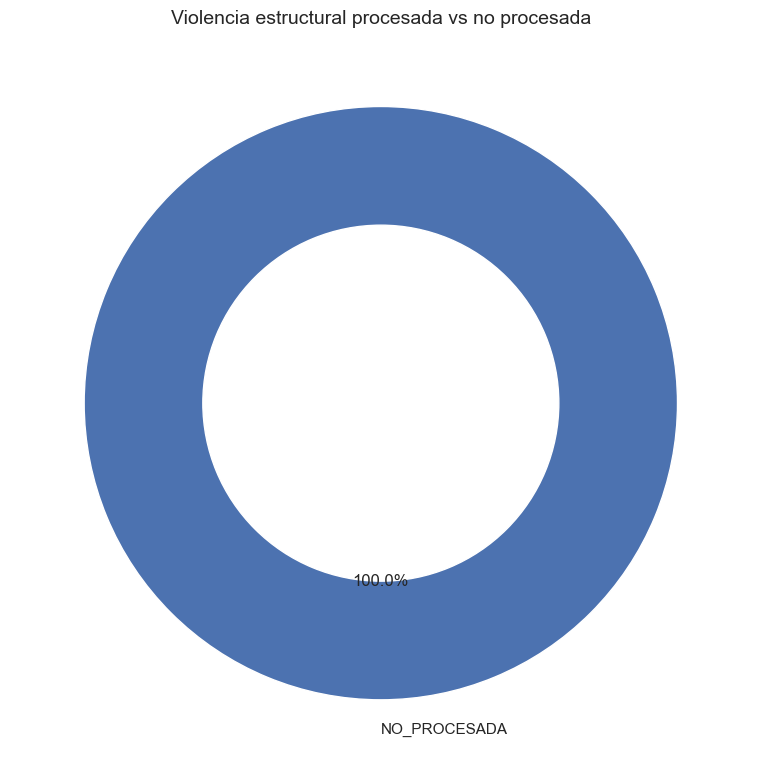 Violencia estructural procesada vs no procesada
100.0%
NO_PROCESADA